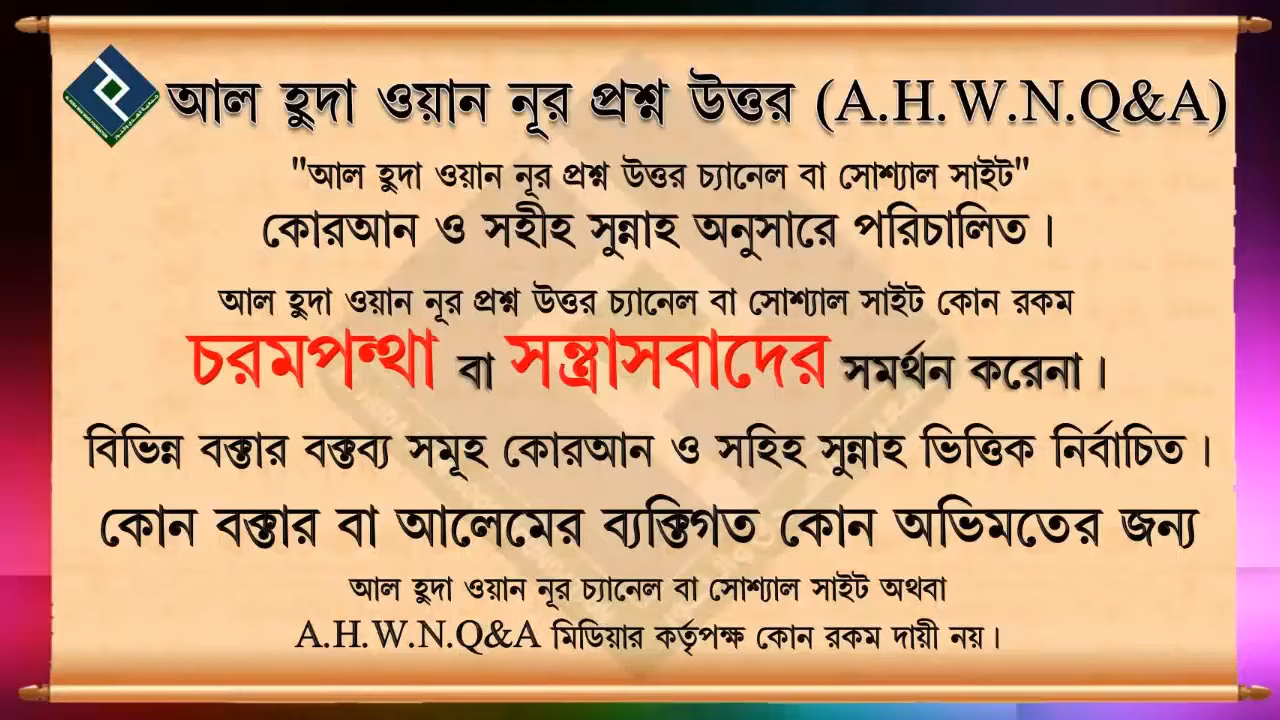 আল হুদা ওয়ান নূর প্রশ্ন উত্তর (A.H.W.N.Q&A)
"আল হুদা ওয়ান নূর প্রশ্ন উত্তর চ্যানেল বা সোশ্যাল সাইট"
কোরআন ও সহীহ সুন্নাহ অনুসারে পরিচালিত।
আল হুদা ওয়ান নূর প্রশ্ন উত্তর চ্যানেল বা সোশ্যাল সাইট কোন রকম
চরমপন্থা বা সন্ত্রাসবাদের সমর্থন করেনা।
বিভিন্ন বক্তার বক্তব্য সমূহ কোরআন ও সহিহ সুন্নাহ ভিত্তিক নির্বাচিত।
কোন বক্তার বা আলেমের ব্যক্তিগত কোন অভিমতের জন্য
আল হুদা ওয়ান নূর চ্যানেল বা সোশ্যাল সাইট অথবা
A.H.W.N.Q&A মিডিয়ার কর্তৃপক্ষ কোন রকম দায়ী নয়।